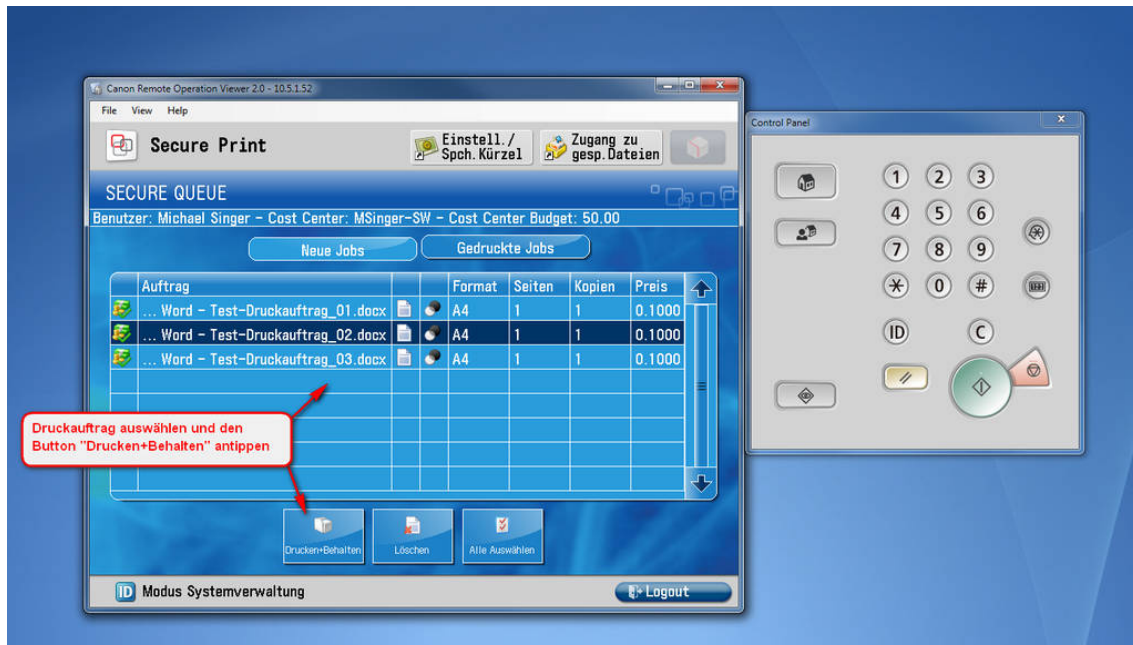 Canon Remote Operation Viewer 2.0 - 10.5.1.52
File View Help
Secure Print
Einstell./
Spch. Kürzel
Zugang zu
gesp. Dateien
SECURE QUEUE
Benutzer: Michael Singer - Cost Center: MSinger-SW - Cost Center Budget: 50.00
Neue Jobs Gedruckte Jobs
Auftrag Format Seiten Kopien Preis
... Word - Test-Druckauftrag_01.docx A4 1 1 0.1000
... Word - Test-Druckauftrag_02.docx A4 1 1 0.1000
... Word - Test-Druckauftrag_03.docx A4 1 1 0.1000
Druckauftrag auswählen und den
Button "Drucken+Behalten" antippen
Drucken+Behalten Löschen Alle Auswählen
ID Modus Systemverwaltung Logout
Control Panel
1 2 3
4 5 6
7 8 9
* 0 #
ID C